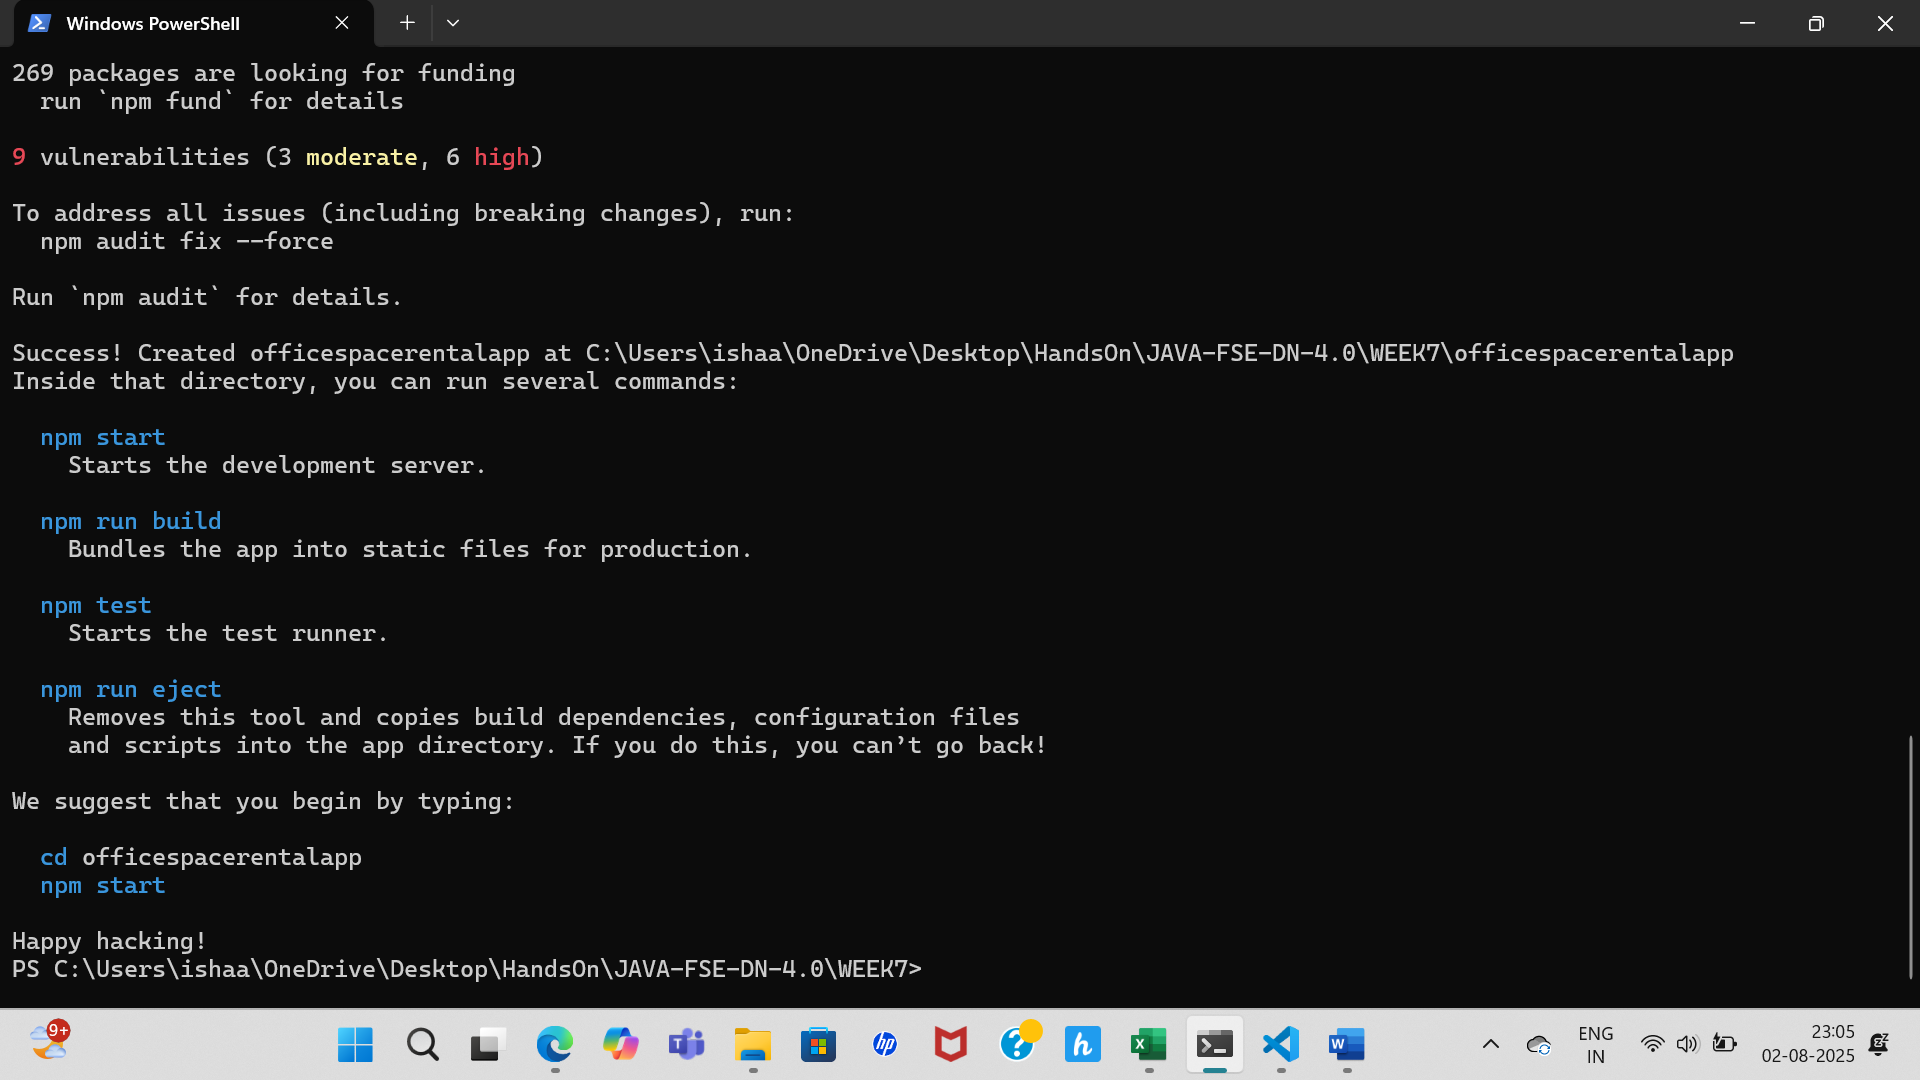 Windows PowerShell
269 packages are looking for funding
run `npm fund` for details
9 vulnerabilities (3 moderate, 6 high)
To address all issues (including breaking changes), run:
npm audit fix --force
Run `npm audit` for details.
Success! Created officespacerentalapp at C:\Users\ishaa\OneDrive\Desktop\HandsOn\JAVA-FSE-DN-4.0\WEEK7\officespacerentalapp
Inside that directory, you can run several commands:
npm start
Starts the development server.
npm run build
Bundles the app into static files for production.
npm test
Starts the test runner.
npm run eject
Removes this tool and copies build dependencies, configuration files
and scripts into the app directory. If you do this, you can’t go back!
We suggest that you begin by typing:
cd officespacerentalapp
npm start
Happy hacking!
PS C:\Users\ishaa\OneDrive\Desktop\HandsOn\JAVA-FSE-DN-4.0\WEEK7>
9+
ENG
IN
23:05
02-08-2025